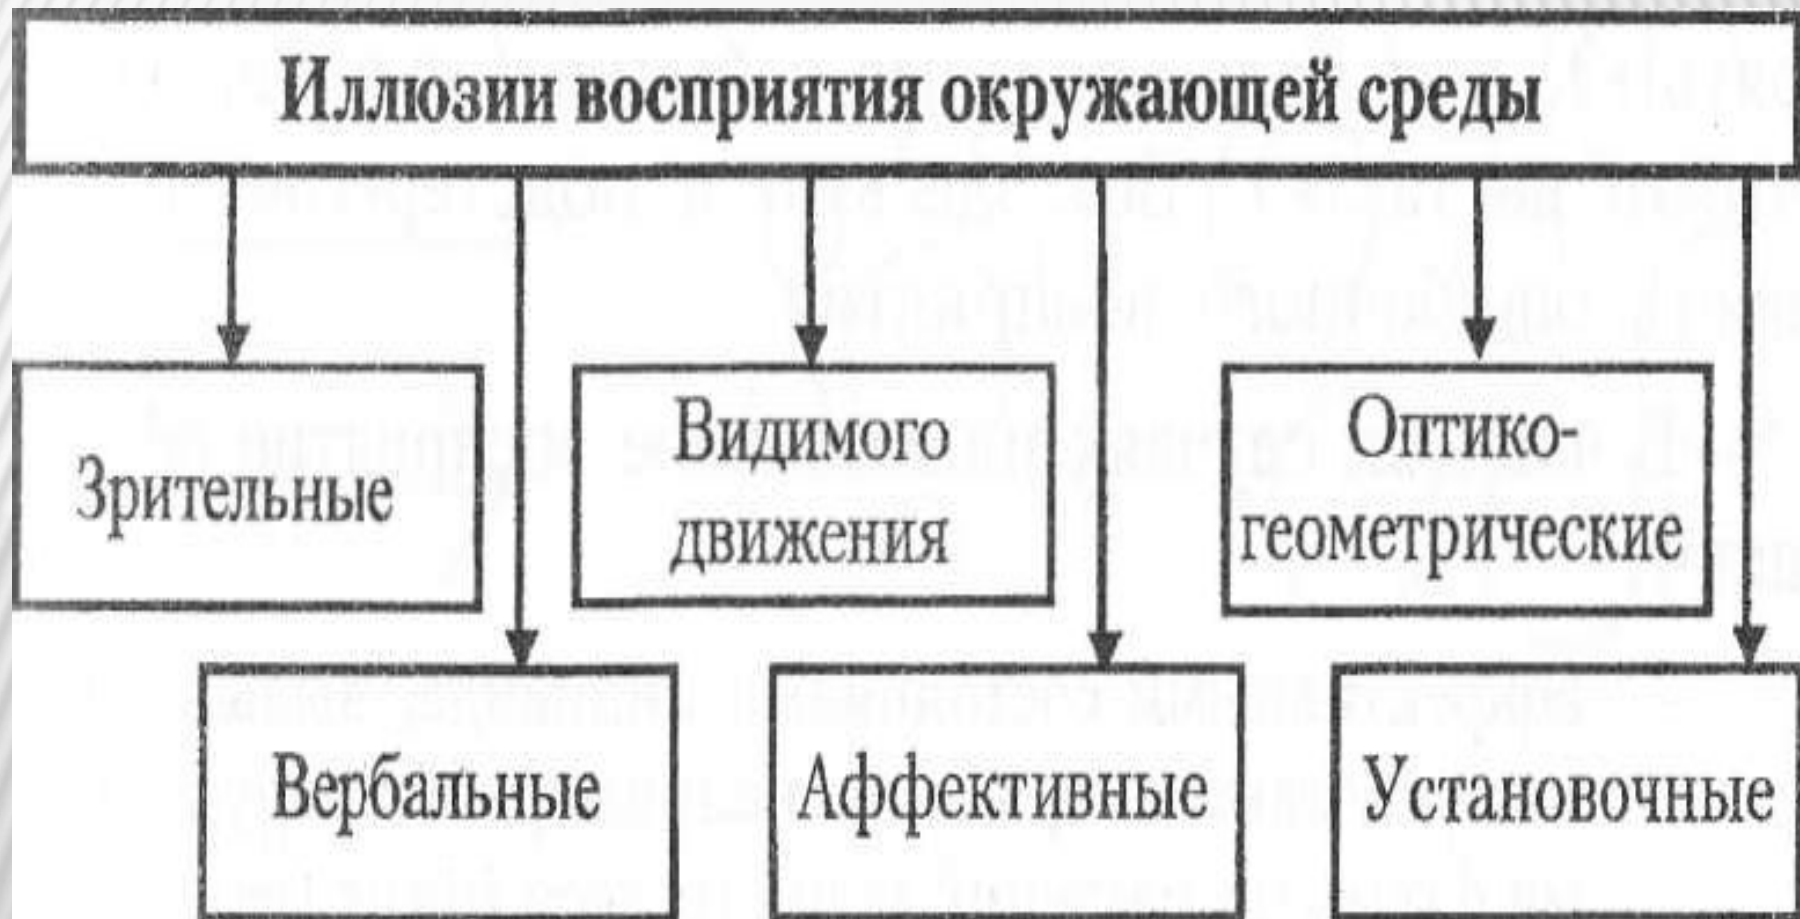 Иллюзии восприятия окружающей среды
Зрительные
Видимого
движения
Оптико-
геометрические
Вербальные
Аффективные
Установочные